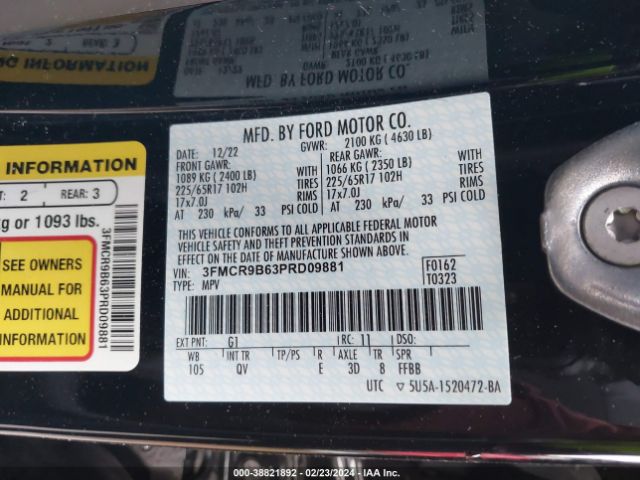 MFD. BY FORD MOTOR CO.
DATE: 12/22 GVWR: 2100 KG ( 4630 LB)
FRONT GAWR: REAR GAWR:
1089 KG ( 2400 LB) WITH 1066 KG ( 2350 LB) WITH
225/65R17 102H TIRES 225/65R17 102H TIRES
17x7.0J RIMS 17x7.0J RIMS
AT 230 kPa/ 33 PSI COLD AT 230 kPa/ 33 PSI COLD
THIS VEHICLE CONFORMS TO ALL APPLICABLE FEDERAL MOTOR
VEHICLE SAFETY AND THEFT PREVENTION STANDARDS IN
EFFECT ON THE DATE OF MANUFACTURE SHOWN ABOVE.
VIN: 3FMCR9B63PRD09881 F0162
TYPE: MPV T0323
EXT PNT: G1 RC: 11 DSO:
WB INT TR TP/PS R AXLE TR SPR
105 QV E 3D 8 FFBB
UTC 5U5A-1520472-BA
INFORMATION
: 2 REAR: 3
kg or 1093 lbs.
SEE OWNERS
MANUAL FOR
ADDITIONAL
INFORMATION
3FMCR9B63PRD09881
000-38821892 - 02/23/2024 - IAA Inc.